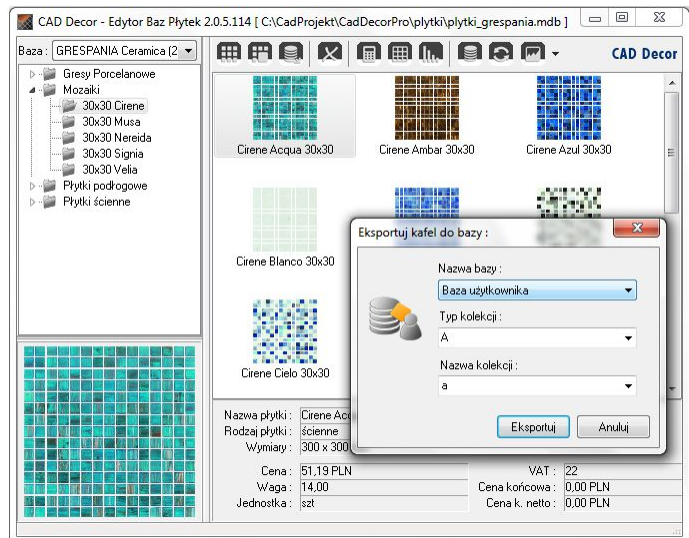 CAD Decor - Edytor Baz Płytek 2.0.5.114 [ C:\CadProjekt\CadDecorPro\plytki\plytki_grespania.mdb ]
Baza : GRESPANIA Ceramica (2
CAD Decor
Gresy Porcelanowe
Mozaiki
30x30 Cirene
30x30 Musa
30x30 Nereida
30x30 Signia
30x30 Velia
Płytki podłogowe
Płytki ścienne
Cirene Acqua 30x30
Cirene Ambar 30x30
Cirene Azul 30x30
Cirene Blanco 30x30
Cirene Cielo 30x30
Eksportuj kafel do bazy :
Nazwa bazy :
Baza użytkownika
Typ kolekcji :
A
Nazwa kolekcji :
a
Eksportuj
Anuluj
Nazwa płytki : Cirene Acq
Rodzaj płytki : ścienne
Wymiary : 300 x 300
Cena : 51,19 PLN
VAT : 22
Waga : 14,00
Cena końcowa : 0,00 PLN
Jednostka : szt
Cena k. netto : 0,00 PLN